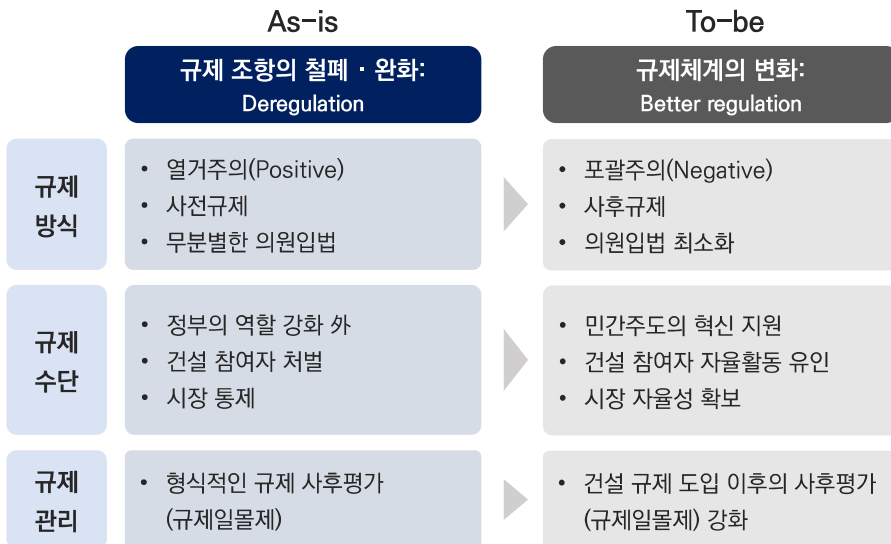 As-is
To-be
규제 조항의 철폐 · 완화:
Deregulation
규제체계의 변화:
Better regulation
규제
방식
• 열거주의(Positive)
• 사전규제
• 무분별한 의원입법
• 포괄주의(Negative)
• 사후규제
• 의원입법 최소화
규제
수단
• 정부의 역할 강화 外
• 건설 참여자 처벌
• 시장 통제
• 민간주도의 혁신 지원
• 건설 참여자 자율활동 유인
• 시장 자율성 확보
규제
관리
• 형식적인 규제 사후평가
(규제일몰제)
• 건설 규제 도입 이후의 사후평가
(규제일몰제) 강화